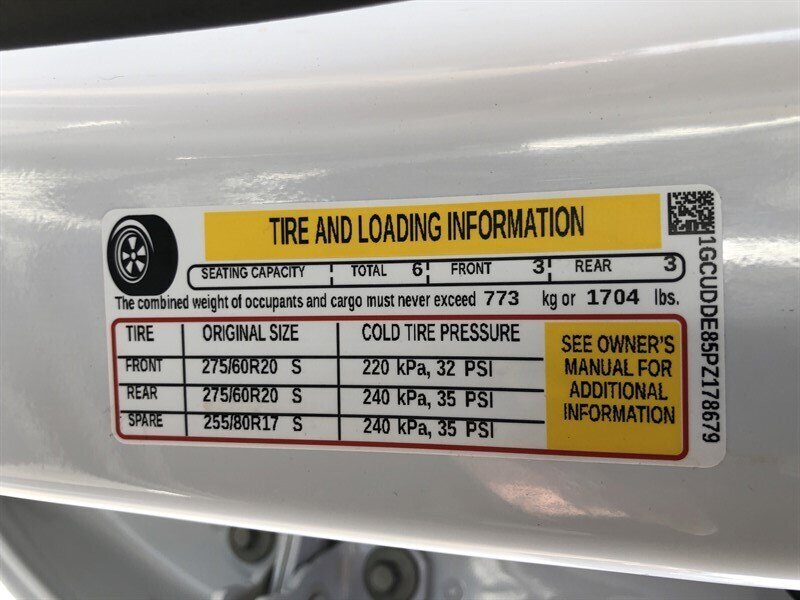 TIRE AND LOADING INFORMATION
SEATING CAPACITY TOTAL 6 FRONT 3 REAR 3
The combined weight of occupants and cargo must never exceed 773 kg or 1704 lbs.
TIRE ORIGINAL SIZE COLD TIRE PRESSURE
FRONT 275/60R20 S 220 kPa, 32 PSI
REAR 275/60R20 S 240 kPa, 35 PSI
SPARE 255/80R17 S 240 kPa, 35 PSI
SEE OWNER'S
MANUAL FOR
ADDITIONAL
INFORMATION
1GCUDDE85PZ178679